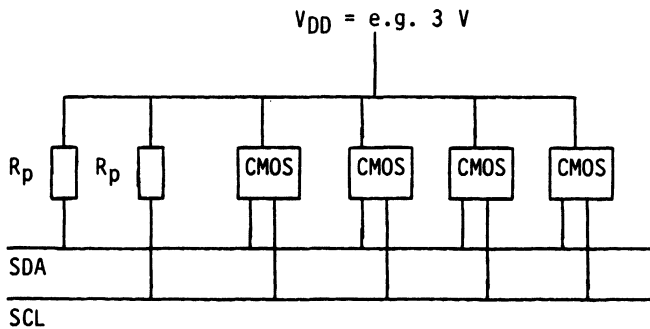 V_DD = e.g. 3 V
R_p R_p CMOS CMOS CMOS CMOS
SDA
SCL